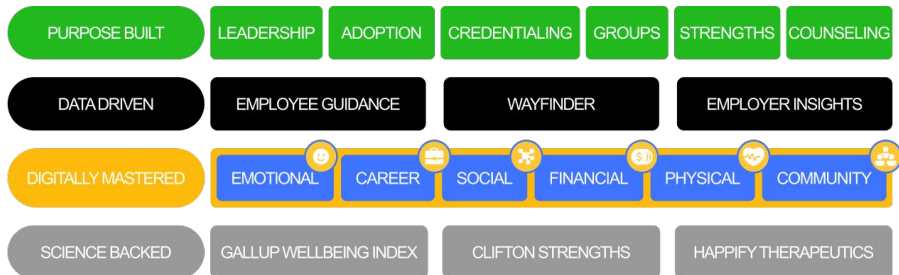 PURPOSE BUILT LEADERSHIP ADOPTION CREDENTIALING GROUPS STRENGTHS COUNSELING
DATA DRIVEN EMPLOYEE GUIDANCE WAYFINDER EMPLOYER INSIGHTS
DIGITALLY MASTERED EMOTIONAL CAREER SOCIAL FINANCIAL PHYSICAL COMMUNITY
SCIENCE BACKED GALLUP WELLBEING INDEX CLIFTON STRENGTHS HAPPIFY THERAPEUTICS